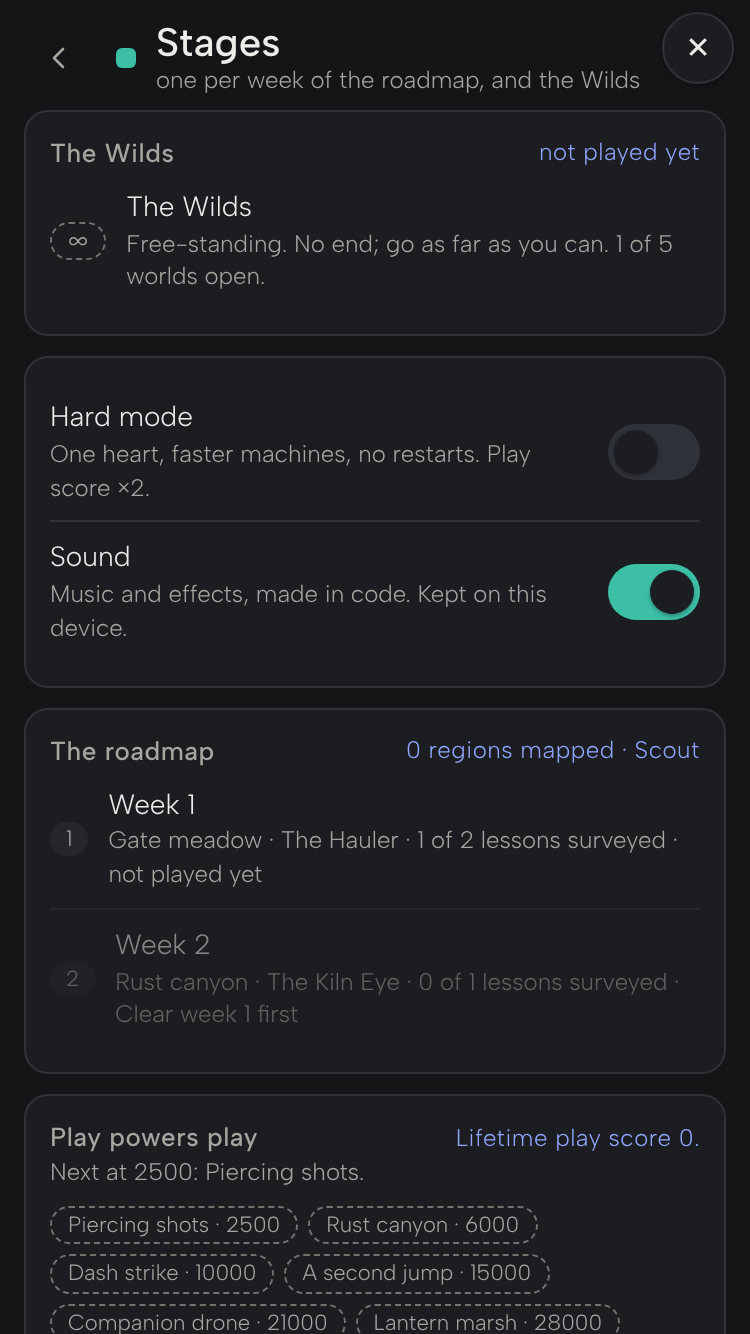 Stages
one per week of the roadmap, and the Wilds
The Wilds
not played yet
The Wilds
∞
Free-standing. No end; go as far as you can. 1 of 5
worlds open.
Hard mode
One heart, faster machines, no restarts. Play
score ×2.
Sound
Music and effects, made in code. Kept on this
device.
The roadmap
0 regions mapped · Scout
Week 1
1
Gate meadow · The Hauler · 1 of 2 lessons surveyed ·
not played yet
Week 2
2
Rust canyon · The Kiln Eye · 0 of 1 lessons surveyed ·
Clear week 1 first
Play powers play
Lifetime play score 0.
Next at 2500: Piercing shots.
Piercing shots · 2500
Rust canyon · 6000
Dash strike · 10000
A second jump · 15000
Companion drone · 21000
Lantern marsh · 28000